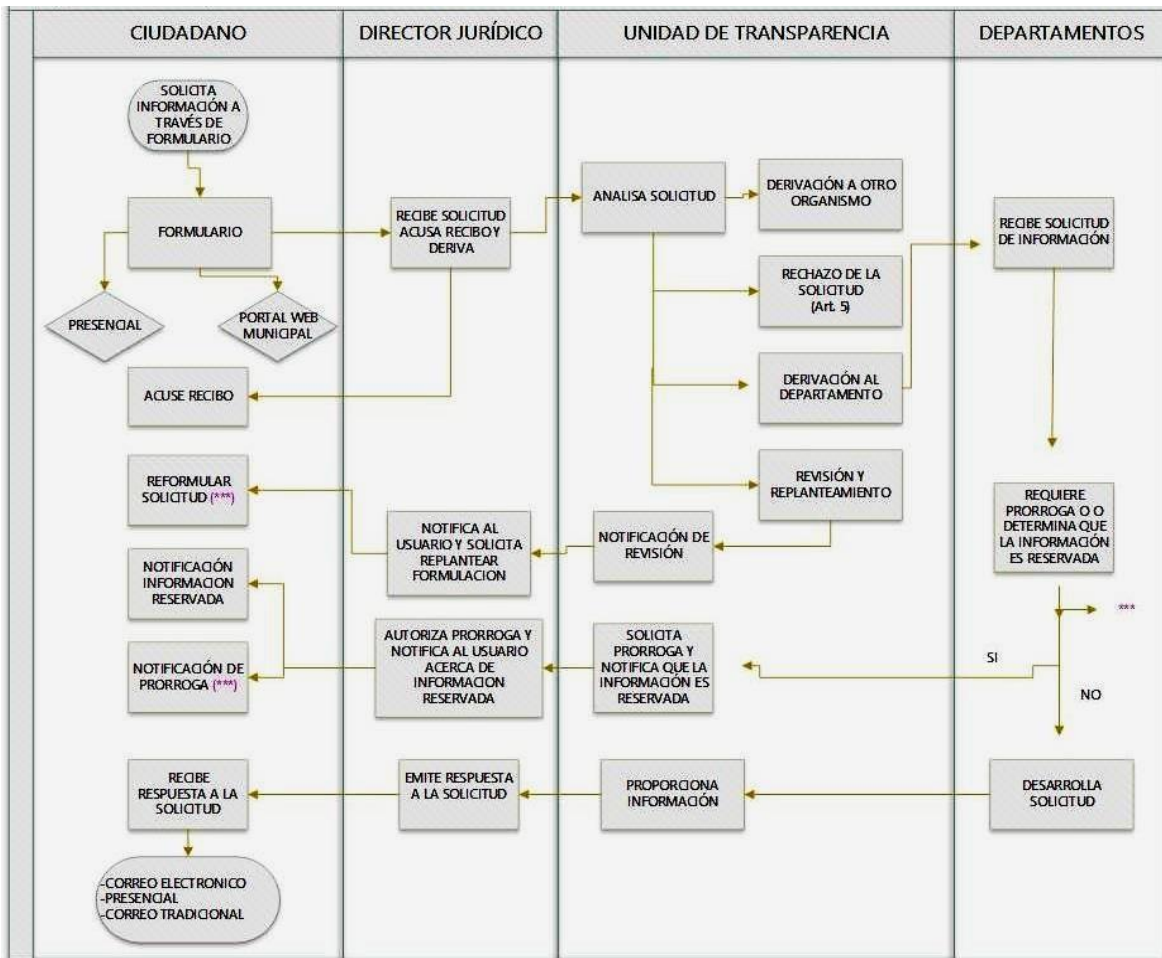 CIUDADANO
DIRECTOR JURÍDICO
UNIDAD DE TRANSPARENCIA
DEPARTAMENTOS
SOLICITA
INFORMACIÓN A
TRAVÉS DE
FORMULARIO
FORMULARIO
PRESENCIAL
PORTAL WEB
MUNICIPAL
RECIBE SOLICITUD
ACUSA RECIBO Y
DERIVA
ANALISA SOLICITUD
DERIVACIÓN A OTRO
ORGANISMO
RECHAZO DE LA
SOLICITUD
(Art. 5)
DERIVACIÓN AL
DEPARTAMENTO
REVISIÓN Y
REPLANTEAMIENTO
RECIBE SOLICITUD
DE INFORMACIÓN
ACUSE RECIBO
REFORMULAR
SOLICITUD (***)
NOTIFICA AL
USUARIO Y SOLICITA
REPLANTEAR
FORMULACION
NOTIFICACIÓN DE
REVISIÓN
REQUIERE
PRORROGA O O
DETERMINA QUE
LA INFORMACIÓN
ES RESERVADA
***
SI
NO
NOTIFICACIÓN
INFORMACION
RESERVADA
NOTIFICACIÓN DE
PRORROGA (***)
AUTORIZA PRORROGA Y
NOTIFICA AL USUARIO
ACERCA DE
INFORMACION
RESERVADA
SOLICITA
PRORROGA Y
NOTIFICA QUE LA
INFORMACIÓN ES
RESERVADA
RECIBE
RESPUESTA A LA
SOLICITUD
EMITE RESPUESTA
A LA SOLICITUD
PROPORCIONA
INFORMACIÓN
DESARROLLA
SOLICITUD
-CORREO ELECTRONICO
-PRESENCIAL
-CORREO TRADICIONAL